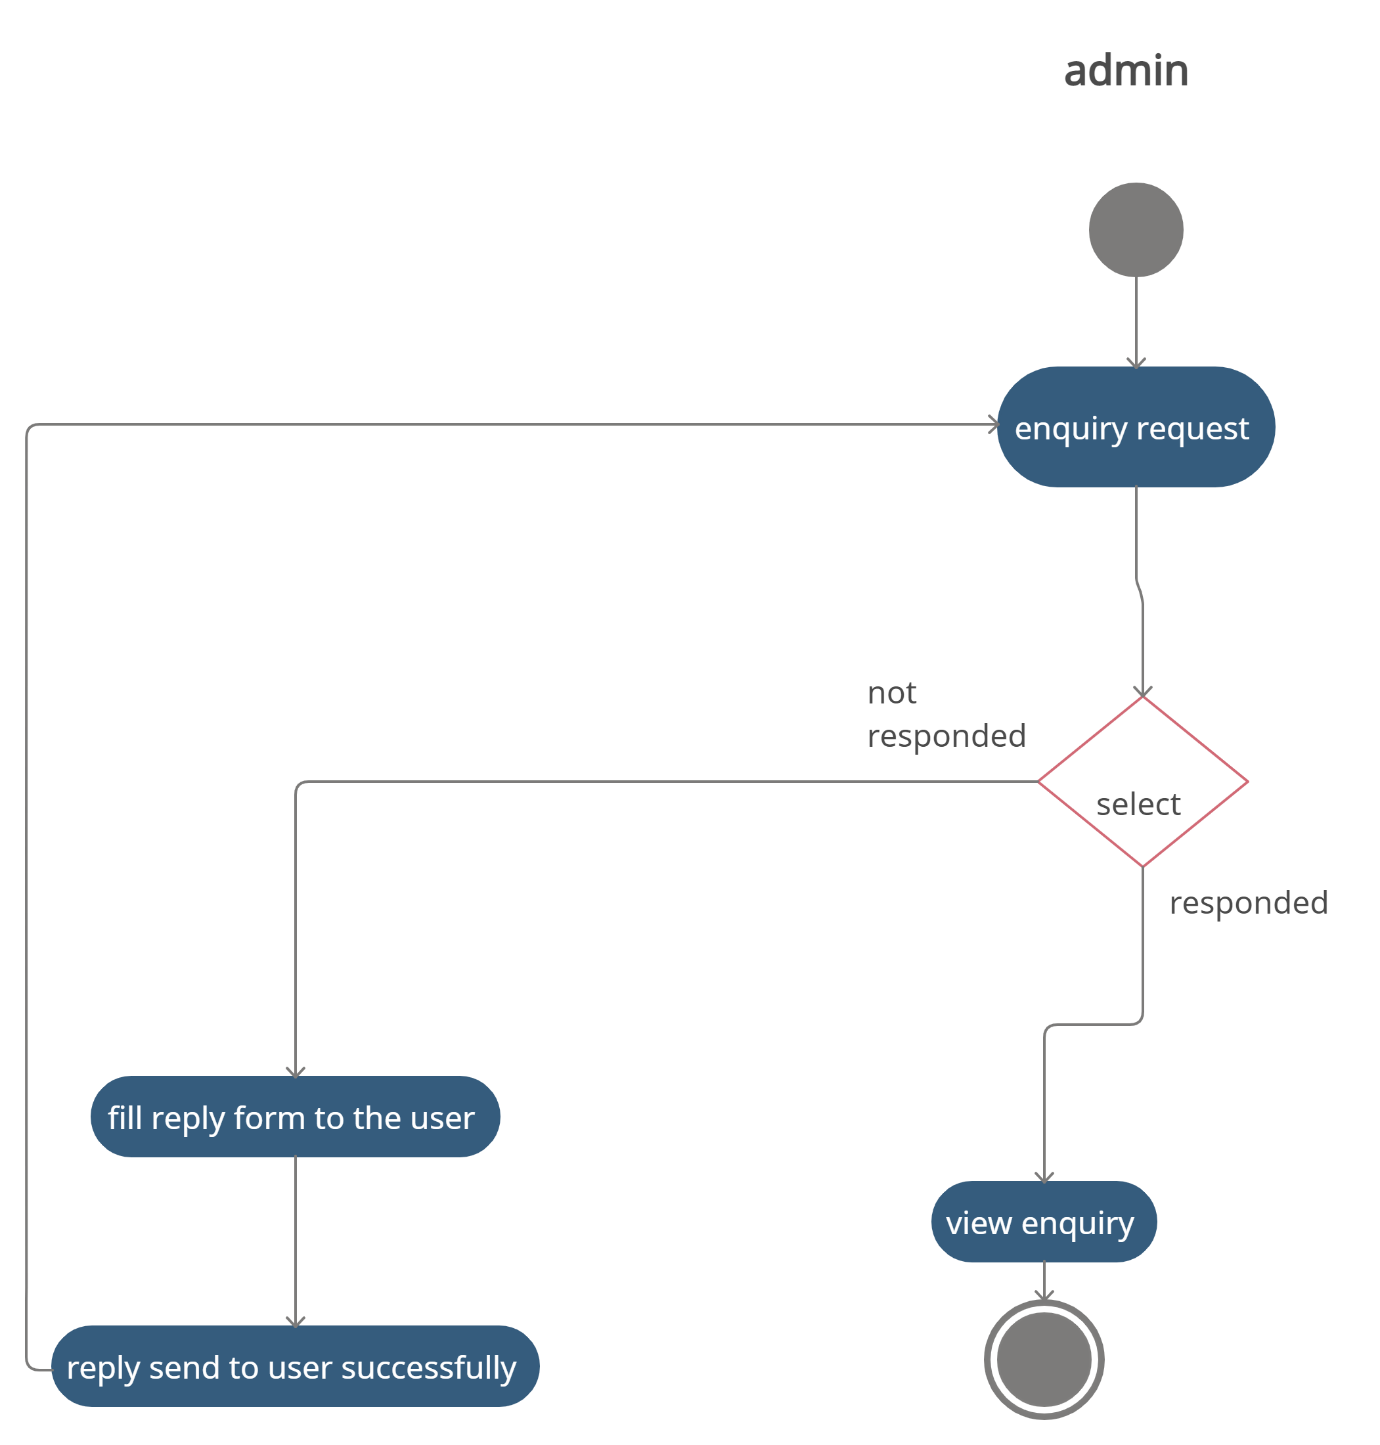 admin
enquiry request
not
responded
select
responded
fill reply form to the user
view enquiry
reply send to user successfully